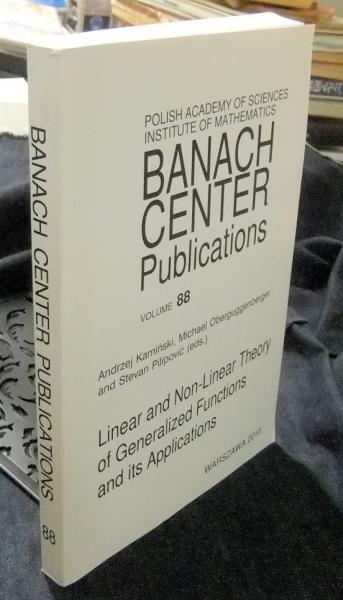 POLISH ACADEMY OF SCIENCES
INSTITUTE OF MATHEMATICS
BANACH
CENTER
Publications
VOLUME 88
Andrzej Kamiński, Michael Oberguggenberger
and Stevan Pilipović (eds.)
Linear and Non-Linear Theory
of Generalized Functions
and its Applications
WARSZAWA 2010
BANACH CENTER PUBLICATIONS 88